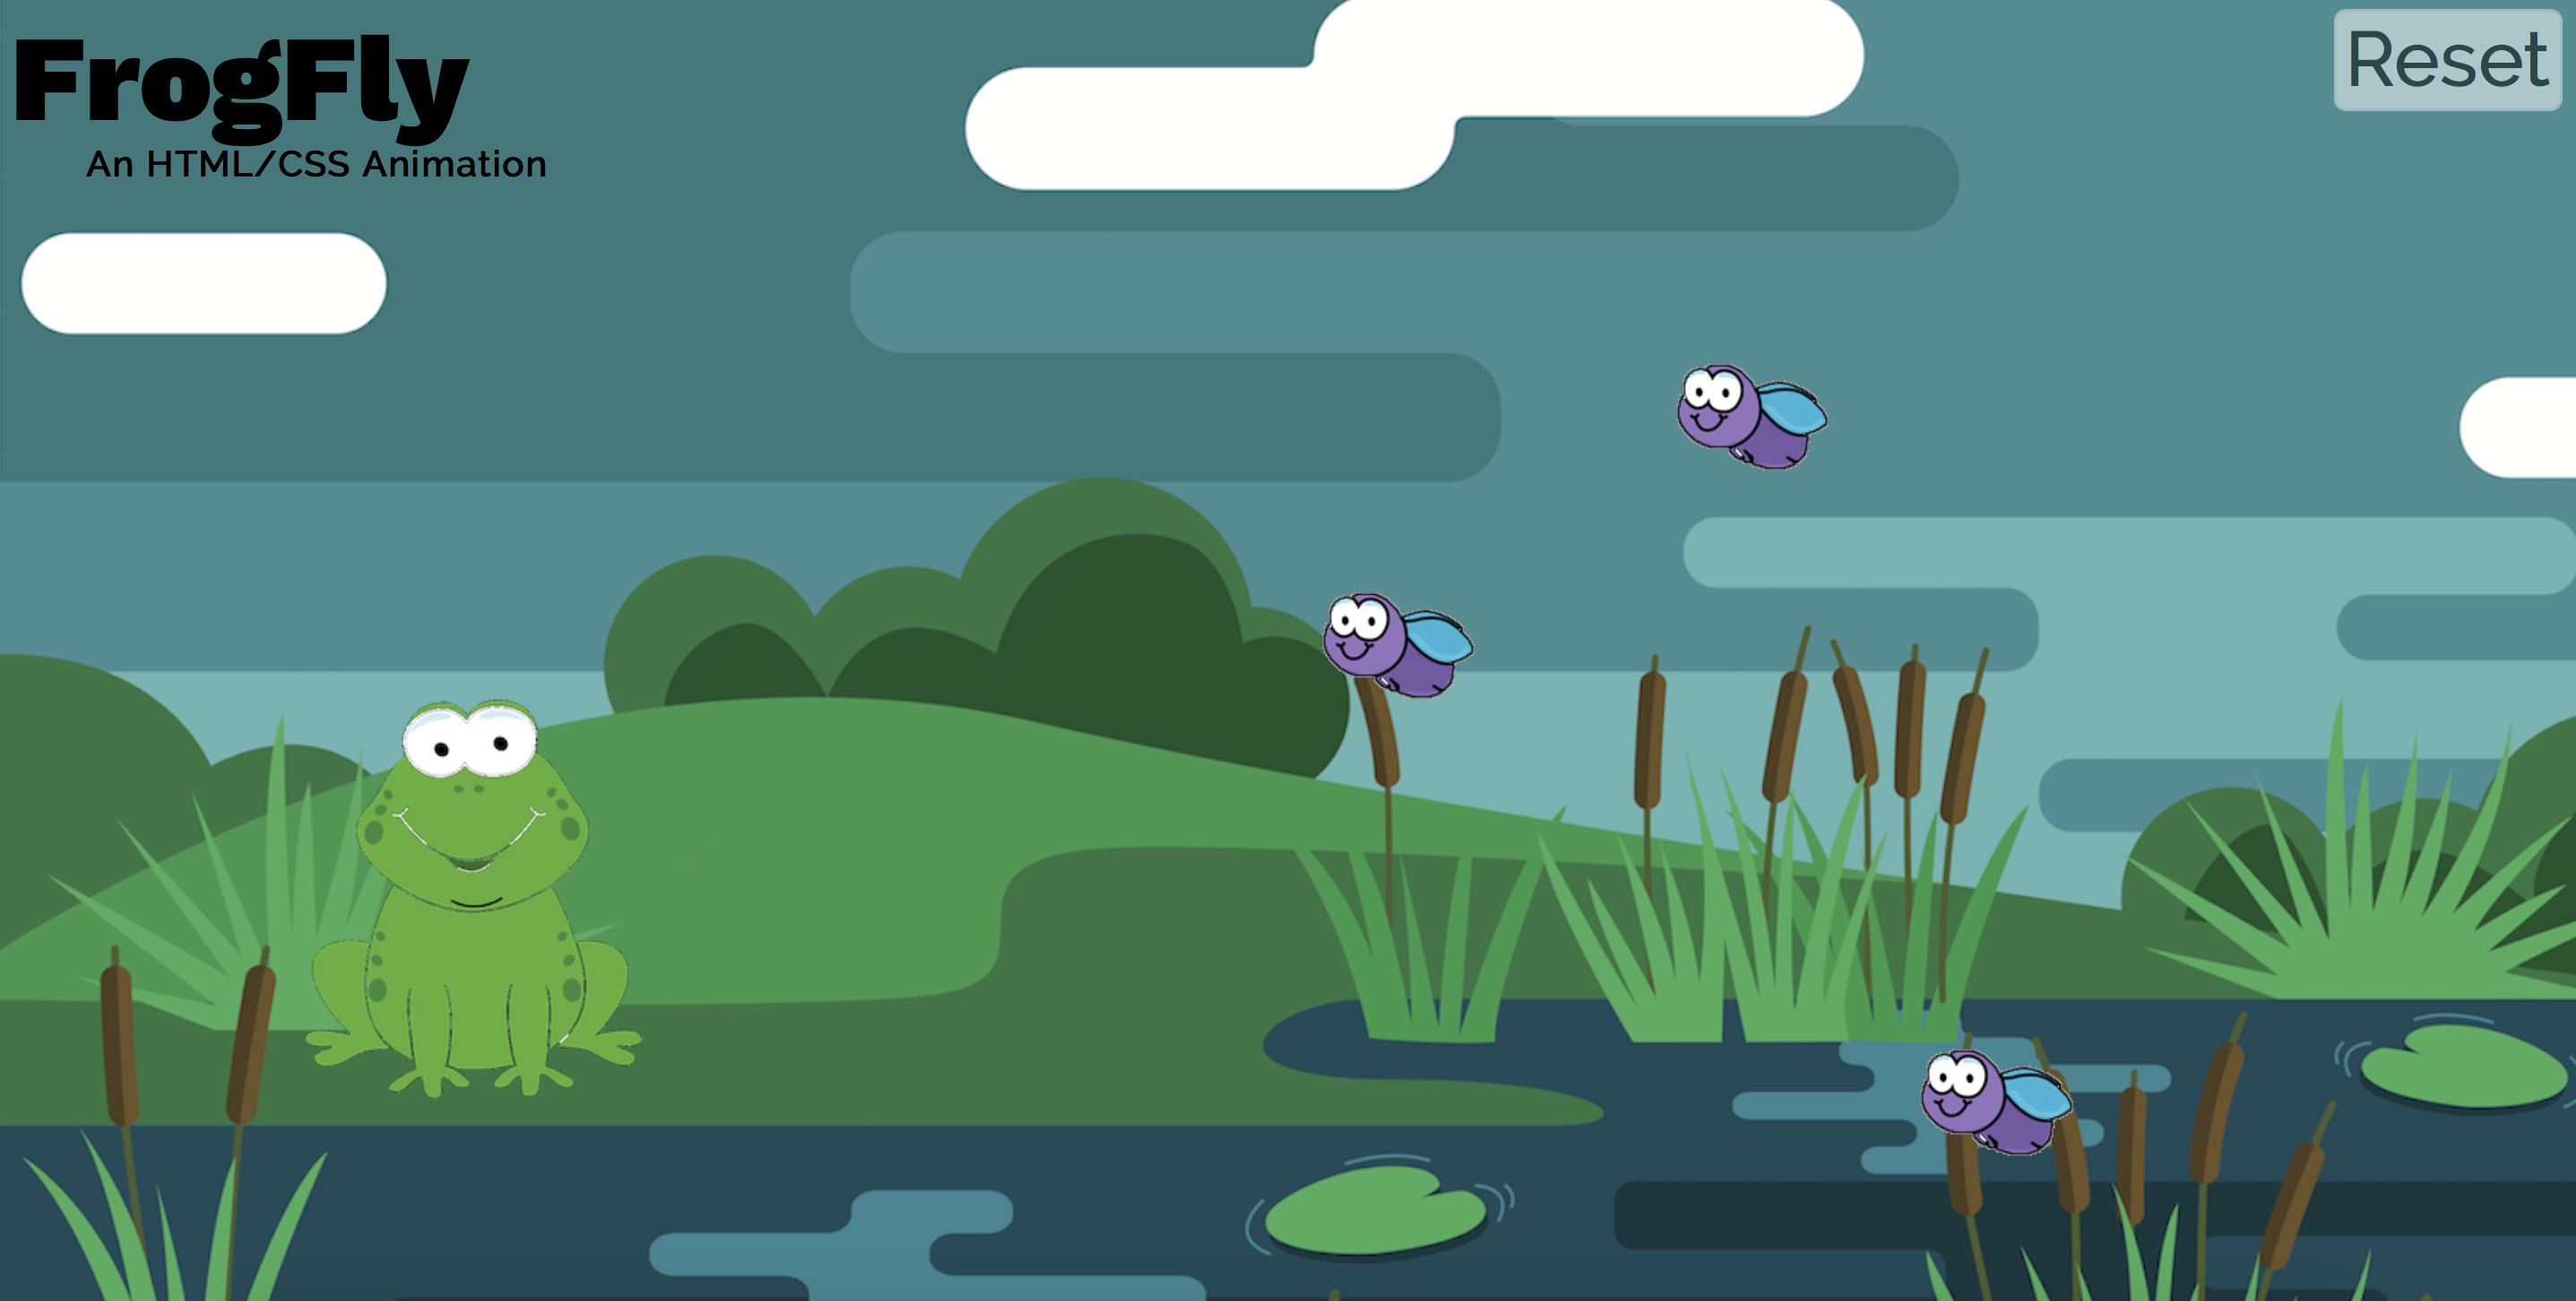 FrogFly
An HTML/CSS Animation
Reset